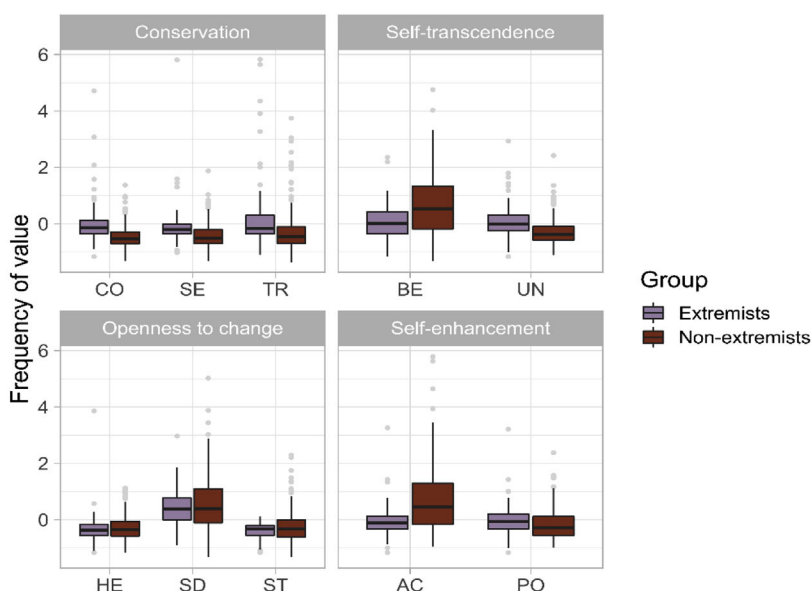 Conservation
Self-transcendence
6
4
2
0
CO SE TR
BE UN
Openness to change
Self-enhancement
6
4
2
0
HE SD ST
AC PO
Frequency of value
Group
Extremists
Non-extremists